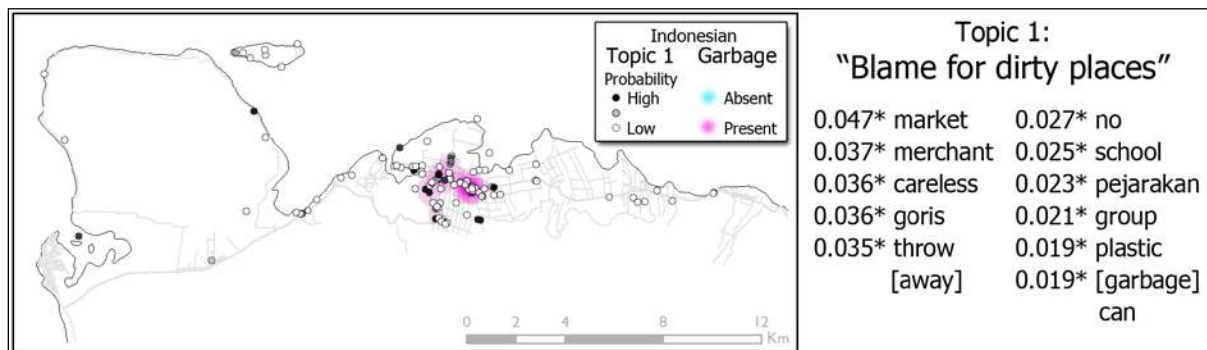 Indonesian
Topic 1 Garbage
Probability
High Absent
Low Present
0 2 4 8 12
Km
Topic 1:
“Blame for dirty places”
0.047* market 0.027* no
0.037* merchant 0.025* school
0.036* careless 0.023* pejarakan
0.036* goris 0.021* group
0.035* throw 0.019* plastic
[away] 0.019* [garbage]
can